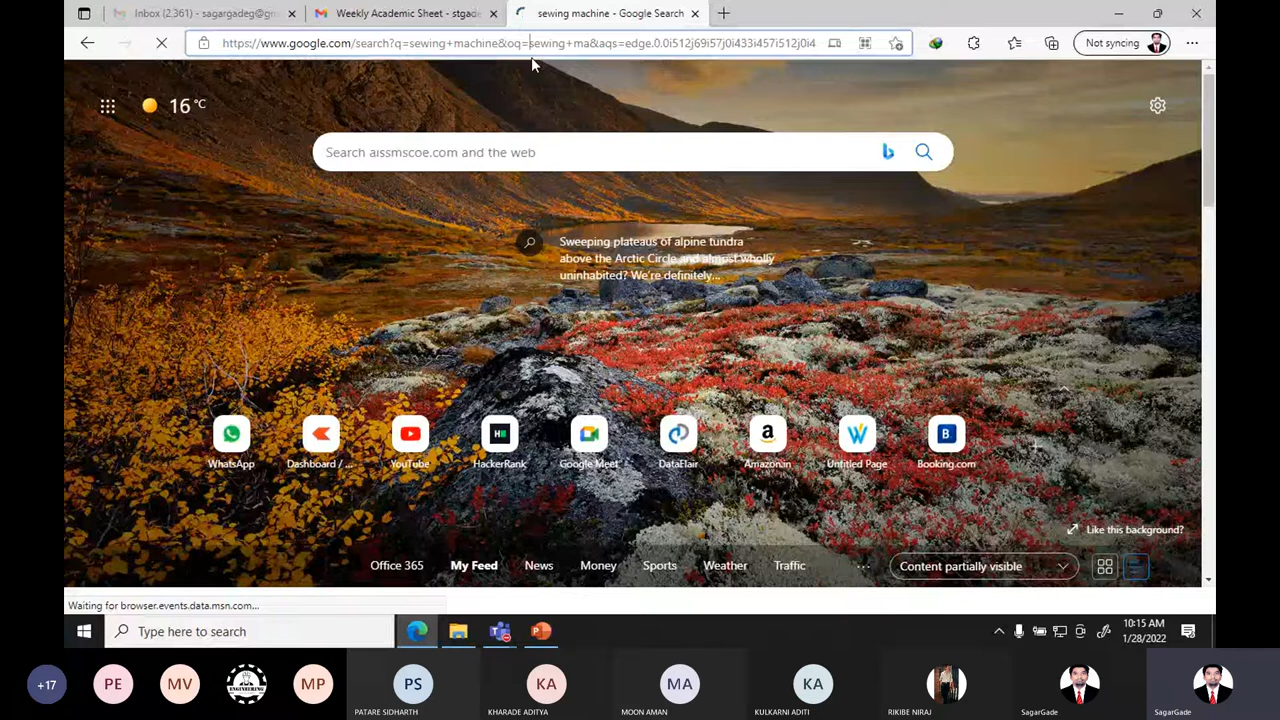 Inbox (2,361) - sagargadeg@gm
Weekly Academic Sheet - stgade
sewing machine - Google Search
https://www.google.com/search?q=sewing+machine&oq=sewing+ma&aqs=edge.0.0i512j69i57j0i433i457i512j0i4
Not syncing
16 °C
Search aissmscoe.com and the web
Sweeping plateaus of alpine tundra
above the Arctic Circle and almost wholly
uninhabited? We're definitely...
WhatsApp
Dashboard / ...
YouTube
HackerRank
Google Meet
DataFlair
Amazon.in
Untitled Page
Booking.com
Like this background?
Office 365
My Feed
News
Money
Sports
Weather
Traffic
...
Content partially visible
Waiting for browser.events.data.msn.com...
Type here to search
10:15 AM
1/28/2022
+17
PE
MV
ENGINEERING
MP
PS
KA
MA
KA
PATARE SIDHARTH
KHARADE ADITYA
MOON AMAN
KULKARNI ADITI
RIKIBE NIRAJ
SagarGade
SagarGade